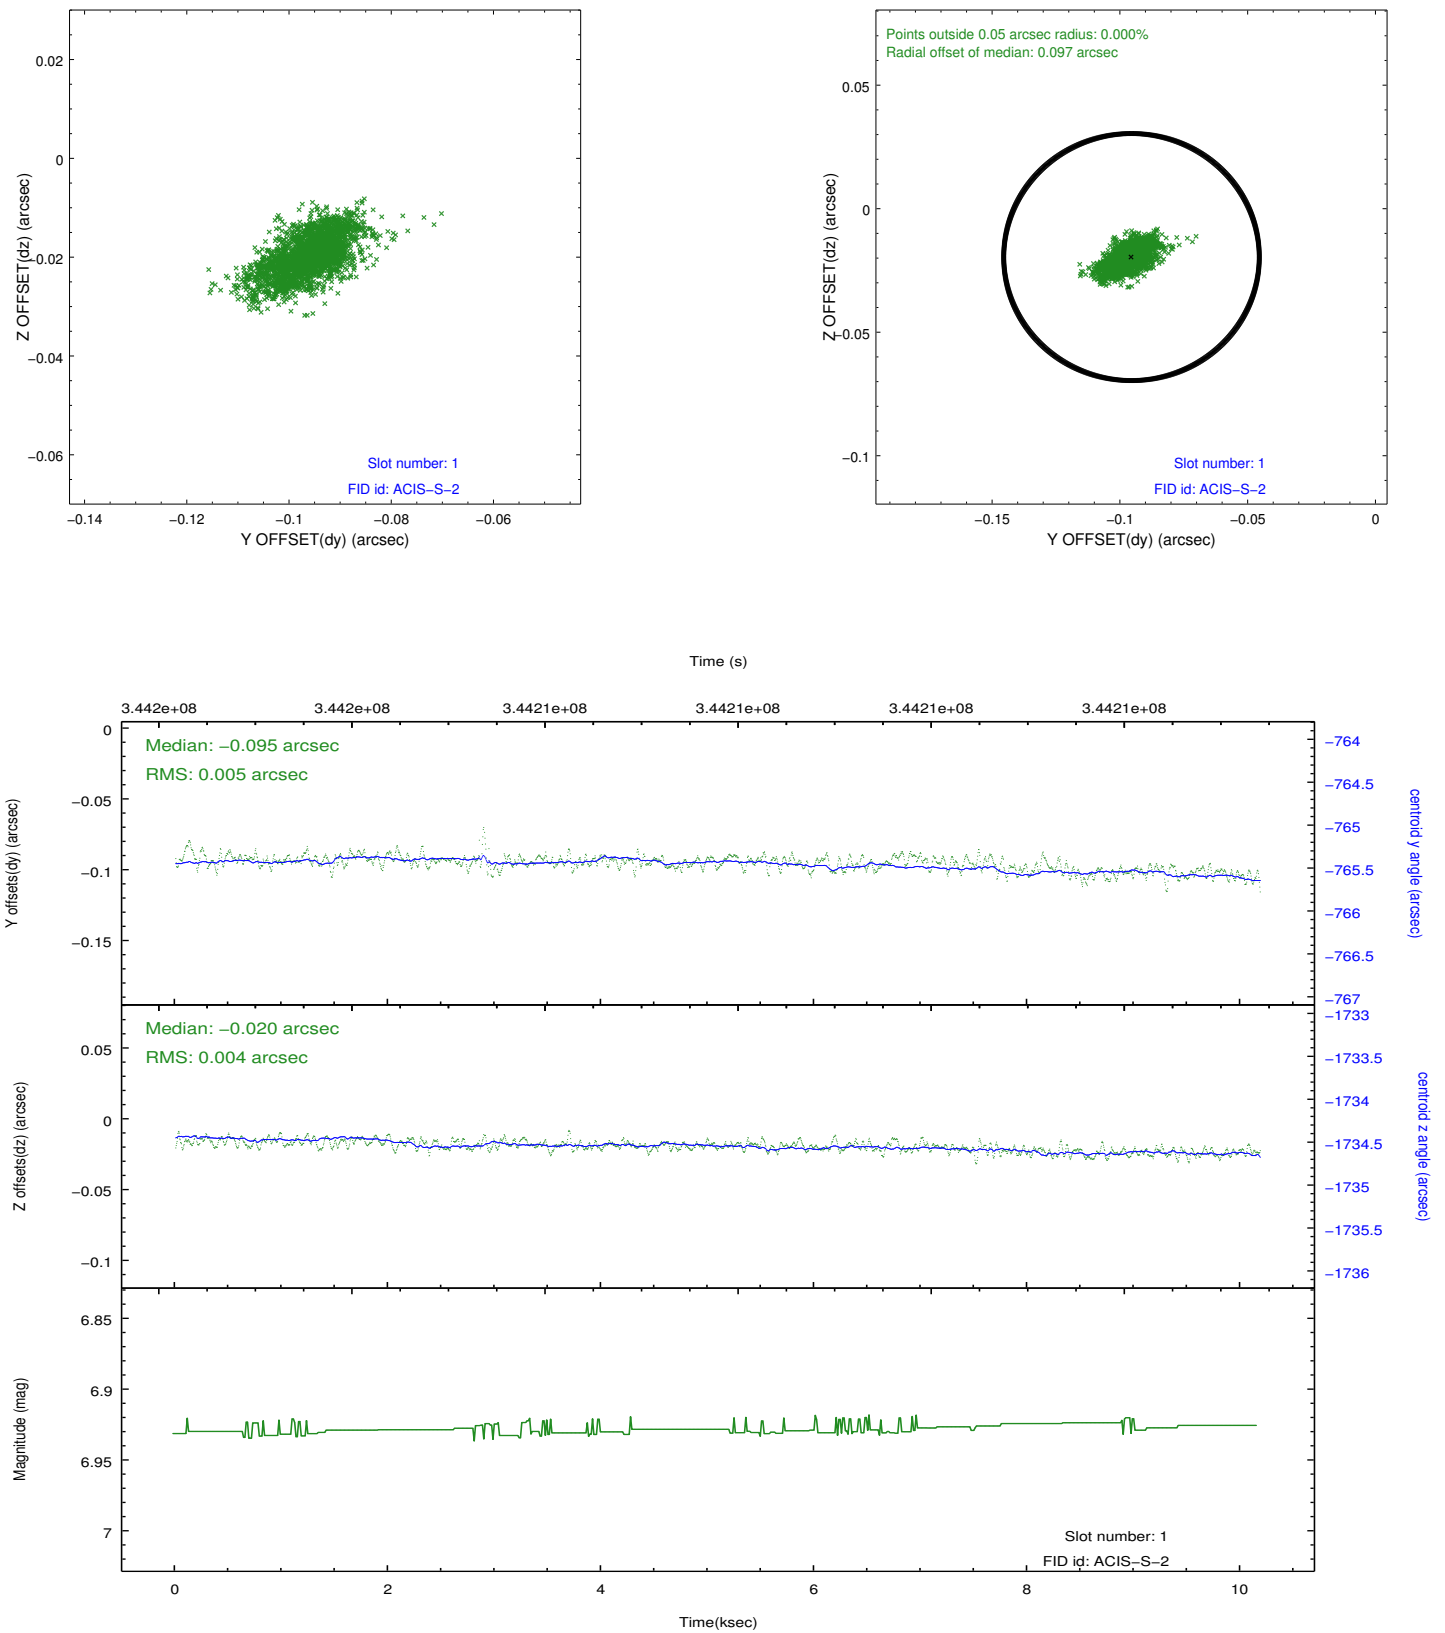 0.02
0
−0.02
−0.04
−0.06
Z OFFSET(dz) (arcsec)
Slot number: 1
FID id: ACIS−S−2
−0.14
−0.12
−0.1
−0.08
−0.06
Y OFFSET(dy) (arcsec)
Points outside 0.05 arcsec radius: 0.000%
Radial offset of median: 0.097 arcsec
0.05
0
−0.05
−0.1
Z OFFSET(dz) (arcsec)
Slot number: 1
FID id: ACIS−S−2
−0.15
−0.1
−0.05
0
Y OFFSET(dy) (arcsec)
Time (s)
3.442e+08
3.442e+08
3.4421e+08
3.4421e+08
3.4421e+08
3.4421e+08
Median: −0.095 arcsec
RMS: 0.005 arcsec
0
−0.05
−0.1
−0.15
Y offsets(dy) (arcsec)
−764
−764.5
−765
−765.5
−766
−766.5
−767
centroid y angle (arcsec)
Median: −0.020 arcsec
RMS: 0.004 arcsec
0.05
0
−0.05
−0.1
Z offsets(dz) (arcsec)
−1733
−1733.5
−1734
−1734.5
−1735
−1735.5
−1736
centroid z angle (arcsec)
6.85
6.9
6.95
7
Magnitude (mag)
Slot number: 1
FID id: ACIS−S−2
0
2
4
6
8
10
Time(ksec)